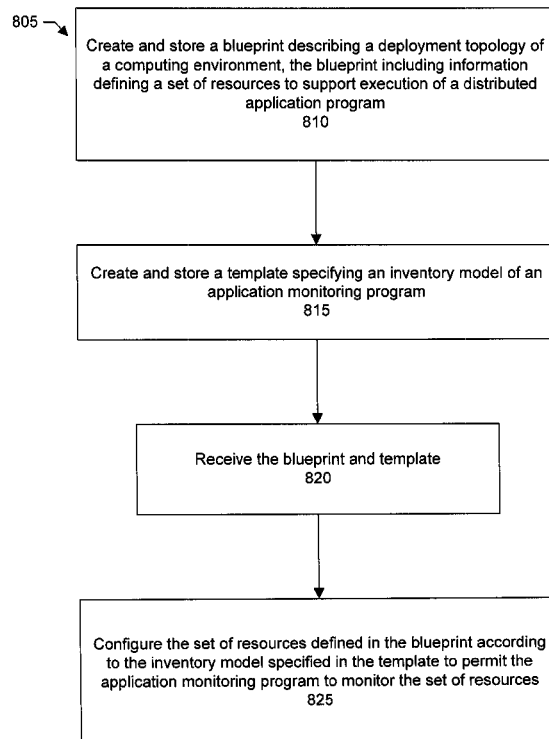 805
Create and store a blueprint describing a deployment topology of
a computing environment, the blueprint including information
defining a set of resources to support execution of a distributed
application program
810
Create and store a template specifying an inventory model of an
application monitoring program
815
Receive the blueprint and template
820
Configure the set of resources defined in the blueprint according
to the inventory model specified in the template to permit the
application monitoring program to monitor the set of resources
825